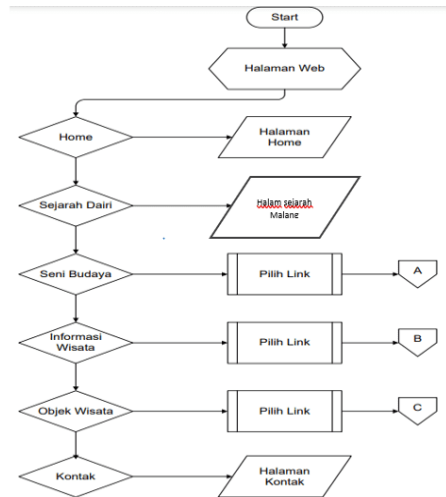 Start
Halaman Web
Home
Halaman
Home
Sejarah Dairi
Halam sejarah
Malang
Seni Budaya
Pilih Link
A
Informasi
Wisata
Pilih Link
B
Objek Wisata
Pilih Link
C
Kontak
Halaman
Kontak